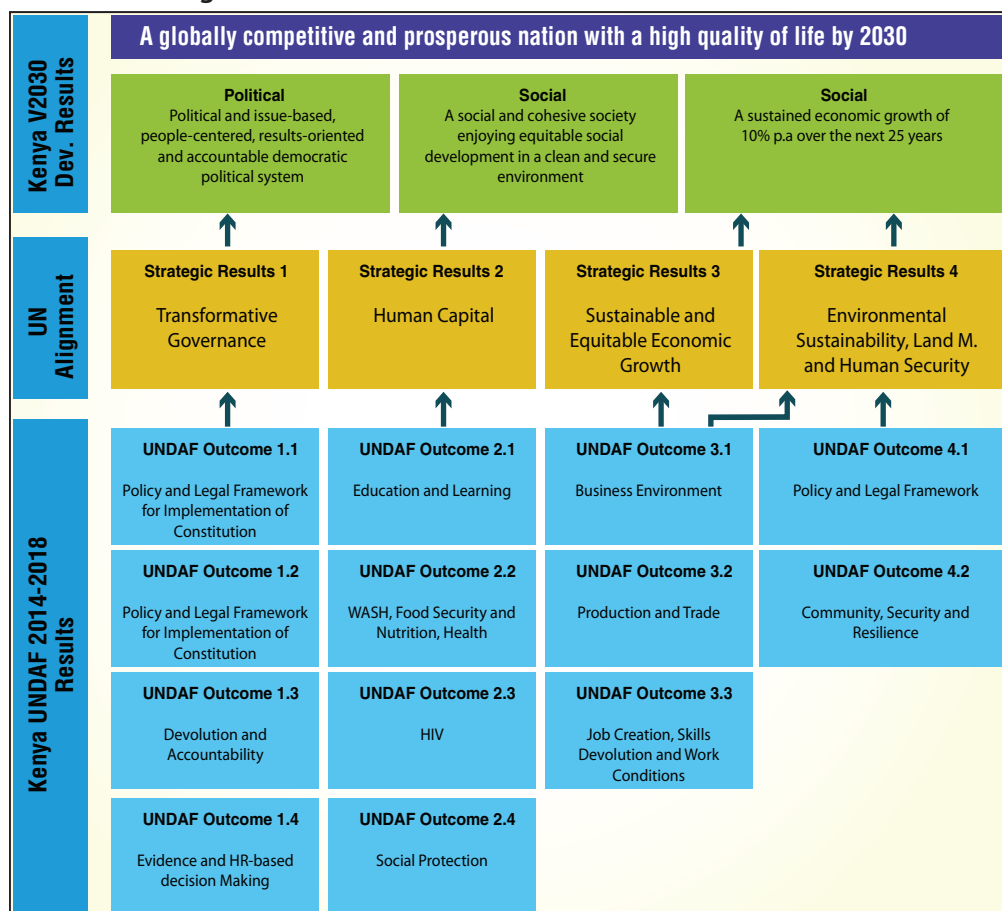 Kenya V2030
Dev. Results
A globally competitive and prosperous nation with a high quality of life by 2030
Political
Political and issue-based,
people-centered, results-oriented
and accountable democratic
political system
Social
A social and cohesive society
enjoying equitable social
development in a clean and secure
environment
Social
A sustained economic growth of
10% p.a over the next 25 years
UN
Alignment
Strategic Results 1
Transformative
Governance
Strategic Results 2
Human Capital
Strategic Results 3
Sustainable and
Equitable Economic
Growth
Strategic Results 4
Environmental
Sustainability, Land M.
and Human Security
Kenya UNDAF 2014-2018
Results
UNDAF Outcome 1.1
Policy and Legal Framework
for Implementation of
Constitution
UNDAF Outcome 2.1
Education and Learning
UNDAF Outcome 3.1
Business Environment
UNDAF Outcome 4.1
Policy and Legal Framework
UNDAF Outcome 1.2
Policy and Legal Framework
for Implementation of
Constitution
UNDAF Outcome 2.2
WASH, Food Security and
Nutrition, Health
UNDAF Outcome 3.2
Production and Trade
UNDAF Outcome 4.2
Community, Security and
Resilience
UNDAF Outcome 1.3
Devolution and
Accountability
UNDAF Outcome 2.3
HIV
UNDAF Outcome 3.3
Job Creation, Skills
Devolution and Work
Conditions
UNDAF Outcome 1.4
Evidence and HR-based
decision Making
UNDAF Outcome 2.4
Social Protection